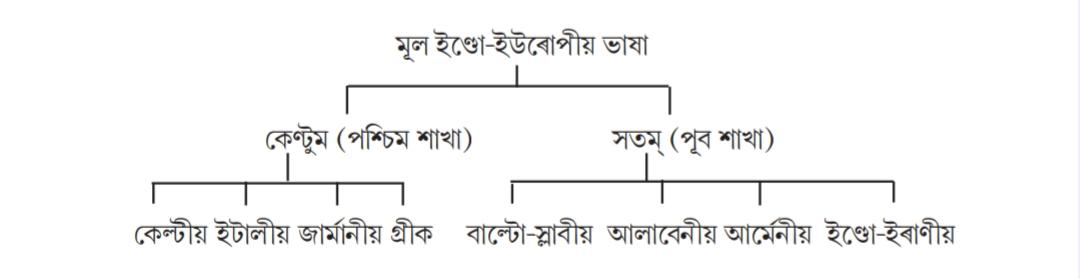 মূল ইণ্ডো-ইউৰোপীয় ভাষা
কেণ্টুম (পশ্চিম শাখা) সতম্ (পূব শাখা)
কেল্টীয় ইটালীয় জাৰ্মানীয় গ্ৰীক বাল্টো-স্লাবীয় আলাবেনীয় আৰ্মেনীয় ইণ্ডো-ইৰাণীয়